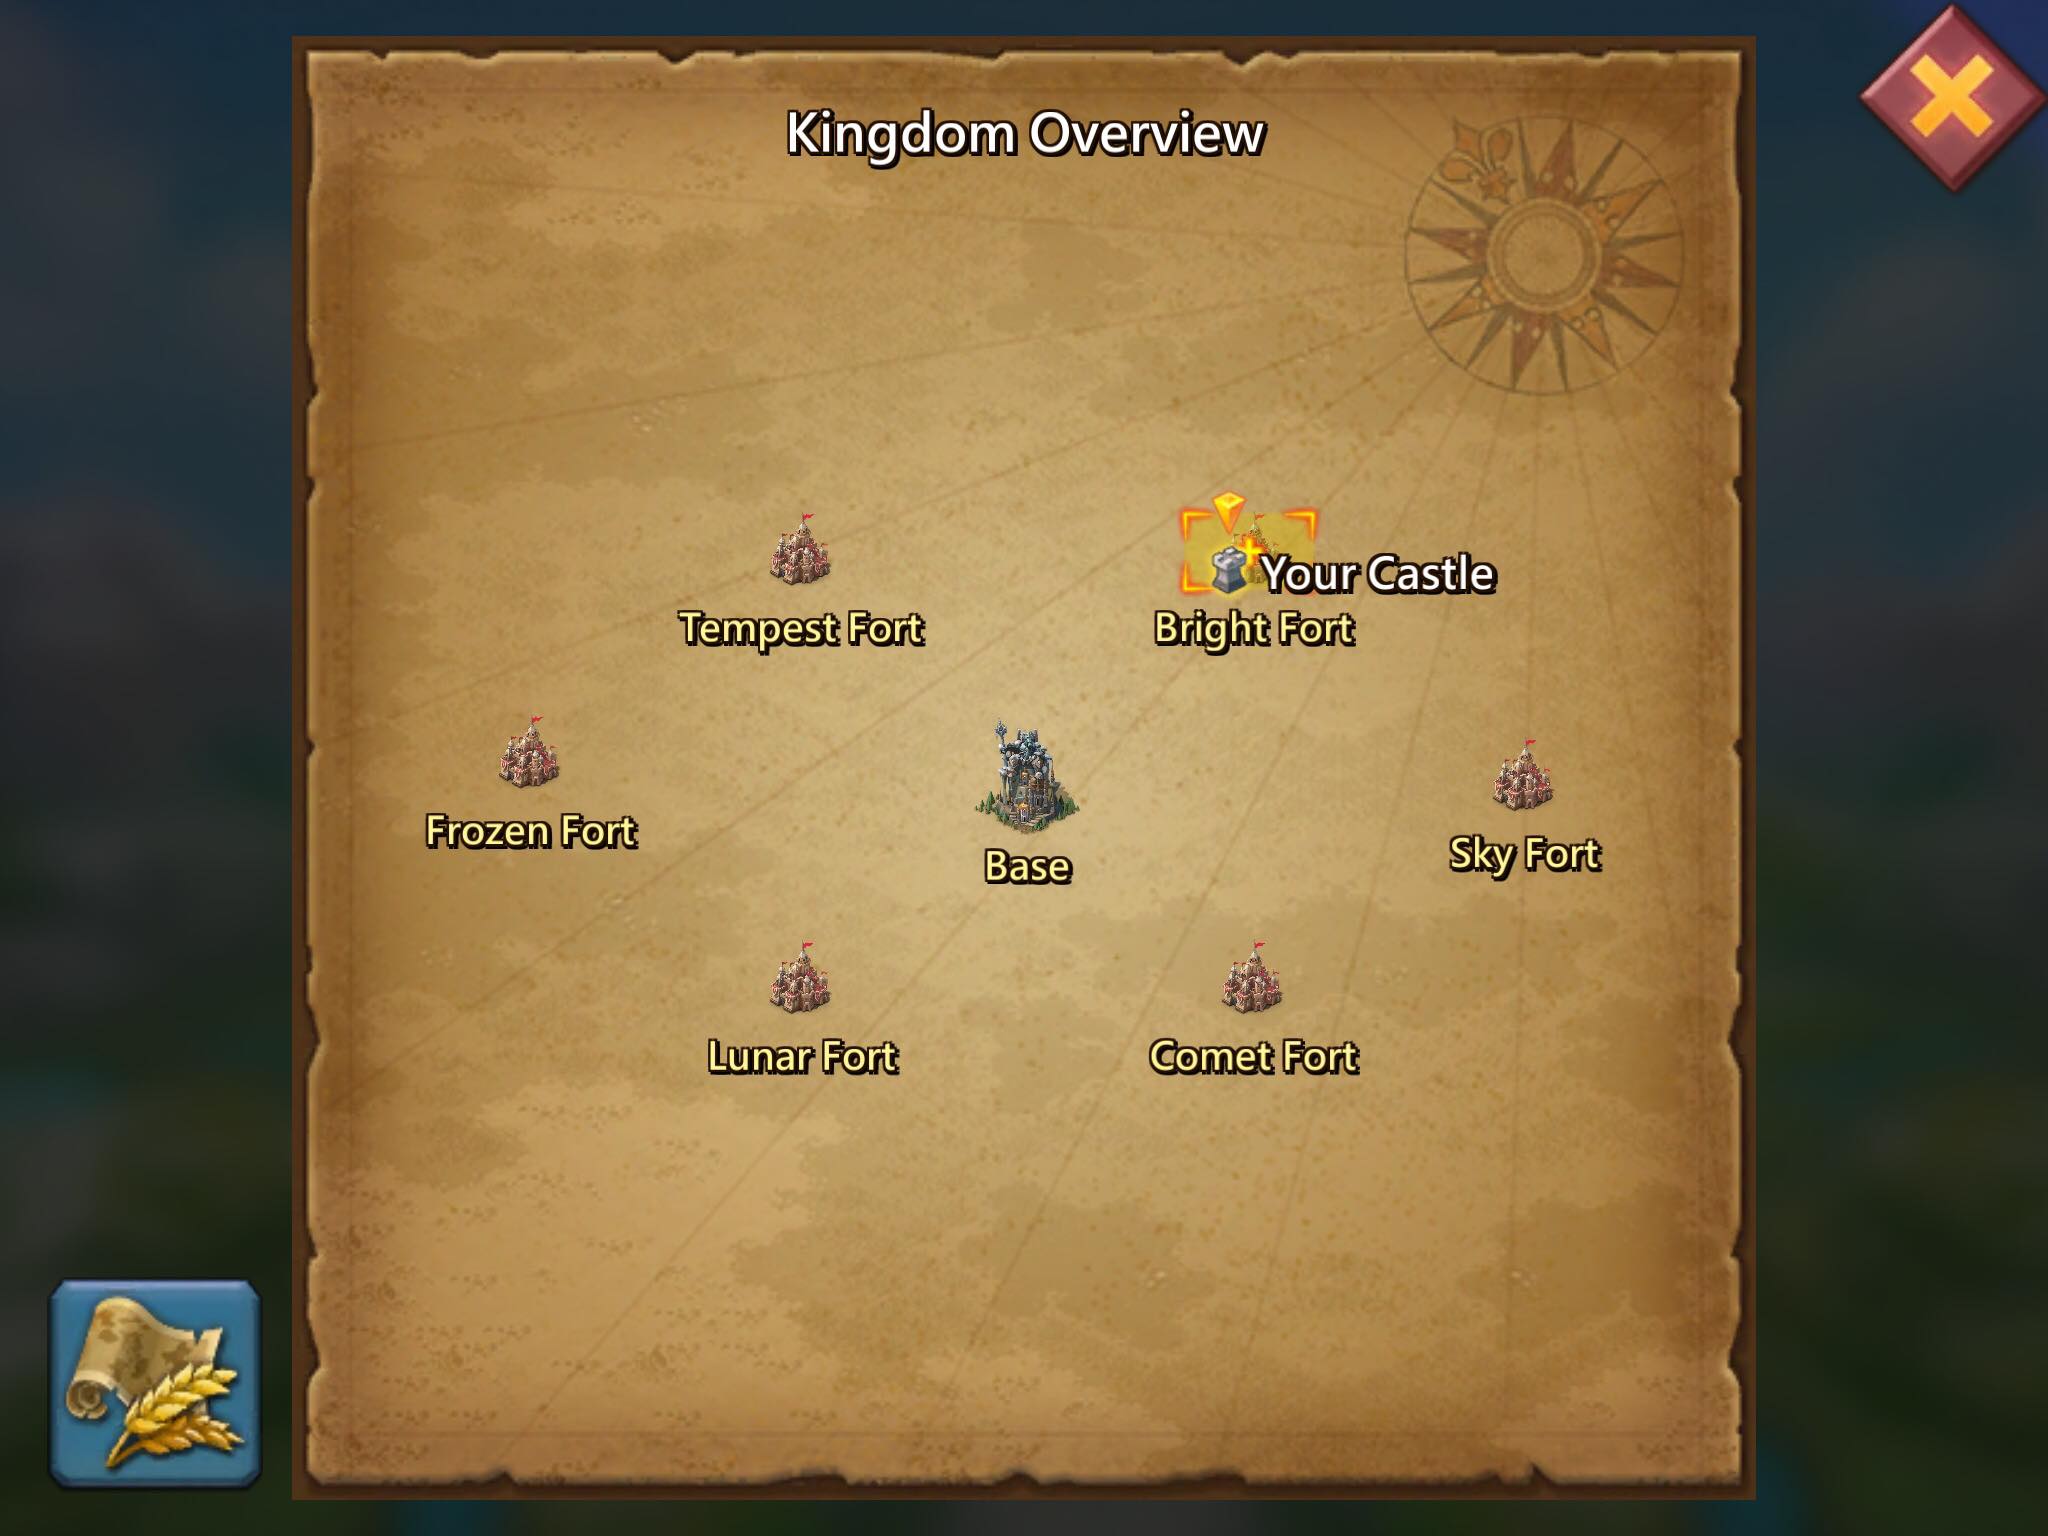 Kingdom Overview
Your Castle
Tempest Fort
Bright Fort
Frozen Fort
Base
Sky Fort
Lunar Fort
Comet Fort